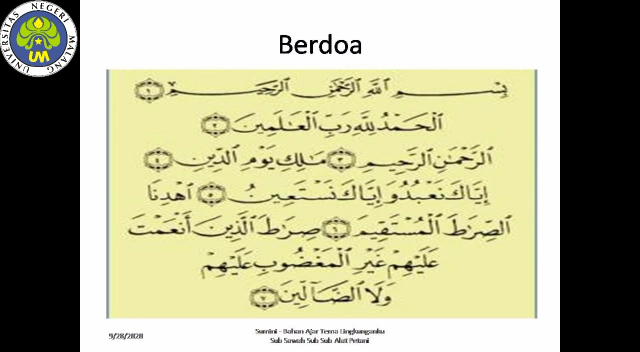 UNIVERSITAS NEGERI MALANG
UM
Berdoa
بِسْمِ اللَّهِ الرَّحْمَٰنِ الرَّحِيمِ ١
الْحَمْدُ لِلَّهِ رَبِّ الْعَالَمِينَ ٢
الرَّحْمَٰنِ الرَّحِيمِ ٣ مَالِكِ يَوْمِ الدِّينِ ٤
إِيَّاكَ نَعْبُدُ وَإِيَّاكَ نَسْتَعِينُ ٥ اهْدِنَا
الصِّرَاطَ الْمُسْتَقِيمَ ٦ صِرَاطَ الَّذِينَ أَنْعَمْتَ
عَلَيْهِمْ غَيْرِ الْمَغْضُوبِ عَلَيْهِمْ
وَلَا الضَّالِّينَ ٧
9/28/2020
Sumini - Bahan Ajar Tema Lingkunganku
Sub Sawah Sub Sub Alat Petani